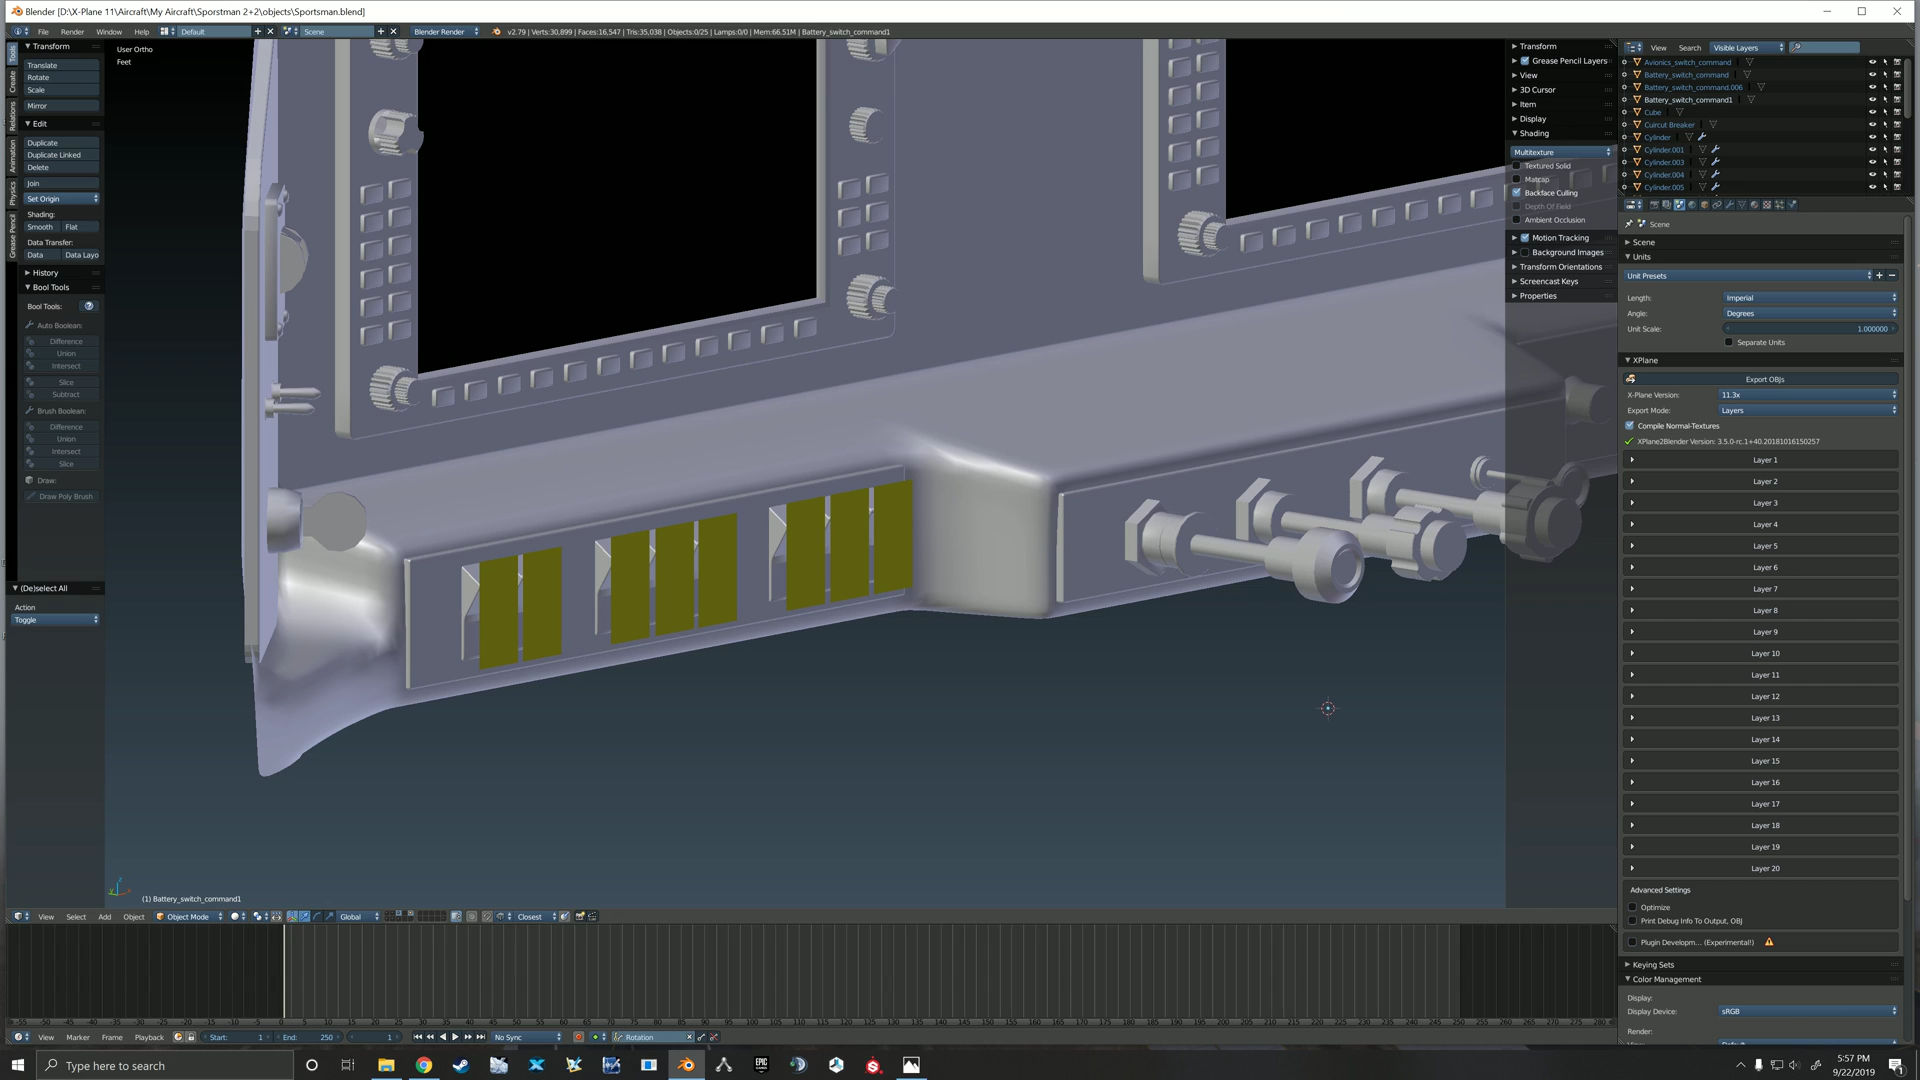 Blender [D:\X-Plane 11\Aircraft\My Aircraft\Sporstman 2+2\objects\Sportsman.blend]
File Render Window Help Default Scene Blender Render v2.79 | Verts:30,899 | Faces:16,547 | Tris:35,038 | Objects:0/25 | Lamps:0/0 | Mem:66.51M | Battery_switch_command1
Tools
Create
Relations
Animation
Physics
Grease Pencil
Transform
Translate
Rotate
Scale
Mirror
Edit
Duplicate
Duplicate Linked
Delete
Join
Set Origin
Shading:
Smooth Flat
Data Transfer:
Data Data Layo
History
Bool Tools
Bool Tools:
Auto Boolean:
Difference
Union
Intersect
Slice
Subtract
Brush Boolean:
Difference
Union
Intersect
Slice
Draw:
Draw Poly Brush
(De)select All
Action
Toggle
User Ortho
Feet
(1) Battery_switch_command1
Transform
Grease Pencil Layers
View
3D Cursor
Item
Display
Shading
Multitexture
Textured Solid
Matcap
Backface Culling
Depth Of Field
Ambient Occlusion
Motion Tracking
Background Images
Transform Orientations
Screencast Keys
Properties
View Search Visible Layers
Avionics_switch_command
Battery_switch_command
Battery_switch_command.006
Battery_switch_command1
Cube
Cuircut Breaker
Cylinder
Cylinder.001
Cylinder.003
Cylinder.004
Cylinder.005
Scene
Scene
Units
Unit Presets
Length: Imperial
Angle: Degrees
Unit Scale: 1.000000
Separate Units
XPlane
Export OBJs
X-Plane Version: 11.3x
Export Mode: Layers
Compile Normal-Textures
XPlane2Blender Version: 3.5.0-rc.1+40.20181016150257
Layer 1
Layer 2
Layer 3
Layer 4
Layer 5
Layer 6
Layer 7
Layer 8
Layer 9
Layer 10
Layer 11
Layer 12
Layer 13
Layer 14
Layer 15
Layer 16
Layer 17
Layer 18
Layer 19
Layer 20
Advanced Settings
Optimize
Print Debug Info To Output, OBJ
Plugin Developm... (Experimental!)
Keying Sets
Color Management
Display:
Display Device: sRGB
Render:
View Select Add Object Object Mode Global Closest
View Marker Frame Playback Start: 1 End: 250 1 No Sync Rotation
Type here to search
EPIC GAMES
5:57 PM
9/22/2019